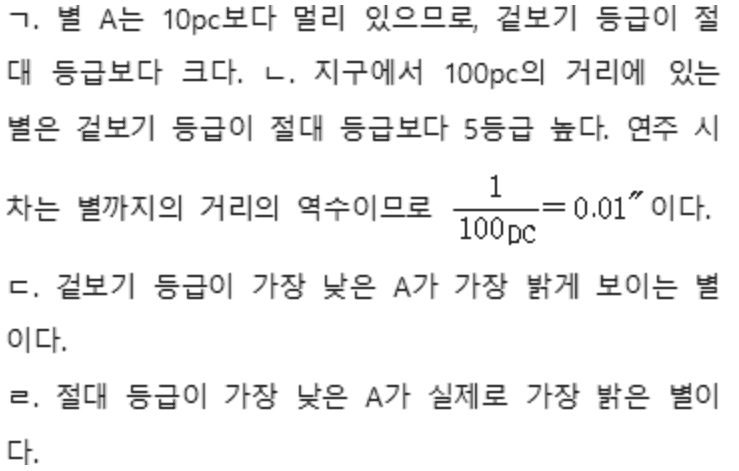 ㄱ. 별 A는 10pc보다 멀리 있으므로, 겉보기 등급이 절
대 등급보다 크다. ㄴ. 지구에서 100pc의 거리에 있는
별은 겉보기 등급이 절대 등급보다 5등급 높다. 연주 시
차는 별까지의 거리의 역수이므로 1/100pc = 0.01″이다.
ㄷ. 겉보기 등급이 가장 낮은 A가 가장 밝게 보이는 별
이다.
ㄹ. 절대 등급이 가장 낮은 A가 실제로 가장 밝은 별이
다.